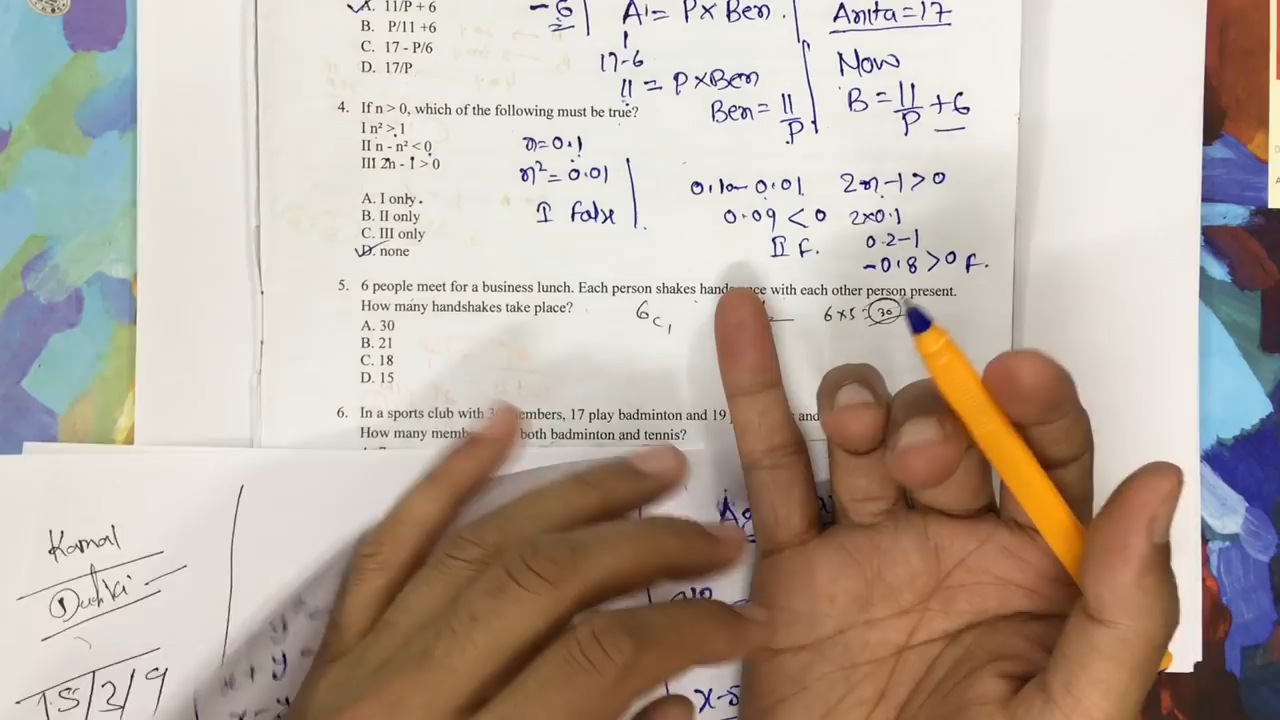 A. 11/P + 6
B. P/11 +6
C. 17 - P/6
D. 17/P
-6
A' = P × Ben.
17-6
11 = P × Ben
Ben = 11/P
Anita = 17
Now
B = 11/P + 6
4. If n > 0, which of the following must be true?
I n² > 1
II n - n² < 0
III 2n - 1 > 0
A. I only
B. II only
C. III only
D. none
n = 0.1
n² = 0.01
I false
0.10 - 0.01
0.09 < 0
II F.
2n - 1 > 0
2×0.1
0.2-1
-0.8 > 0 F.
5. 6 people meet for a business lunch. Each person shakes once with each other person present.
How many handshakes take place?
6C1
6 × 5 = 30
A. 30
B. 21
C. 18
D. 15
6. In a sports club with members, 17 play badminton and 19 and
How many both badminton and tennis?
Kamal
15/2/9
x-5